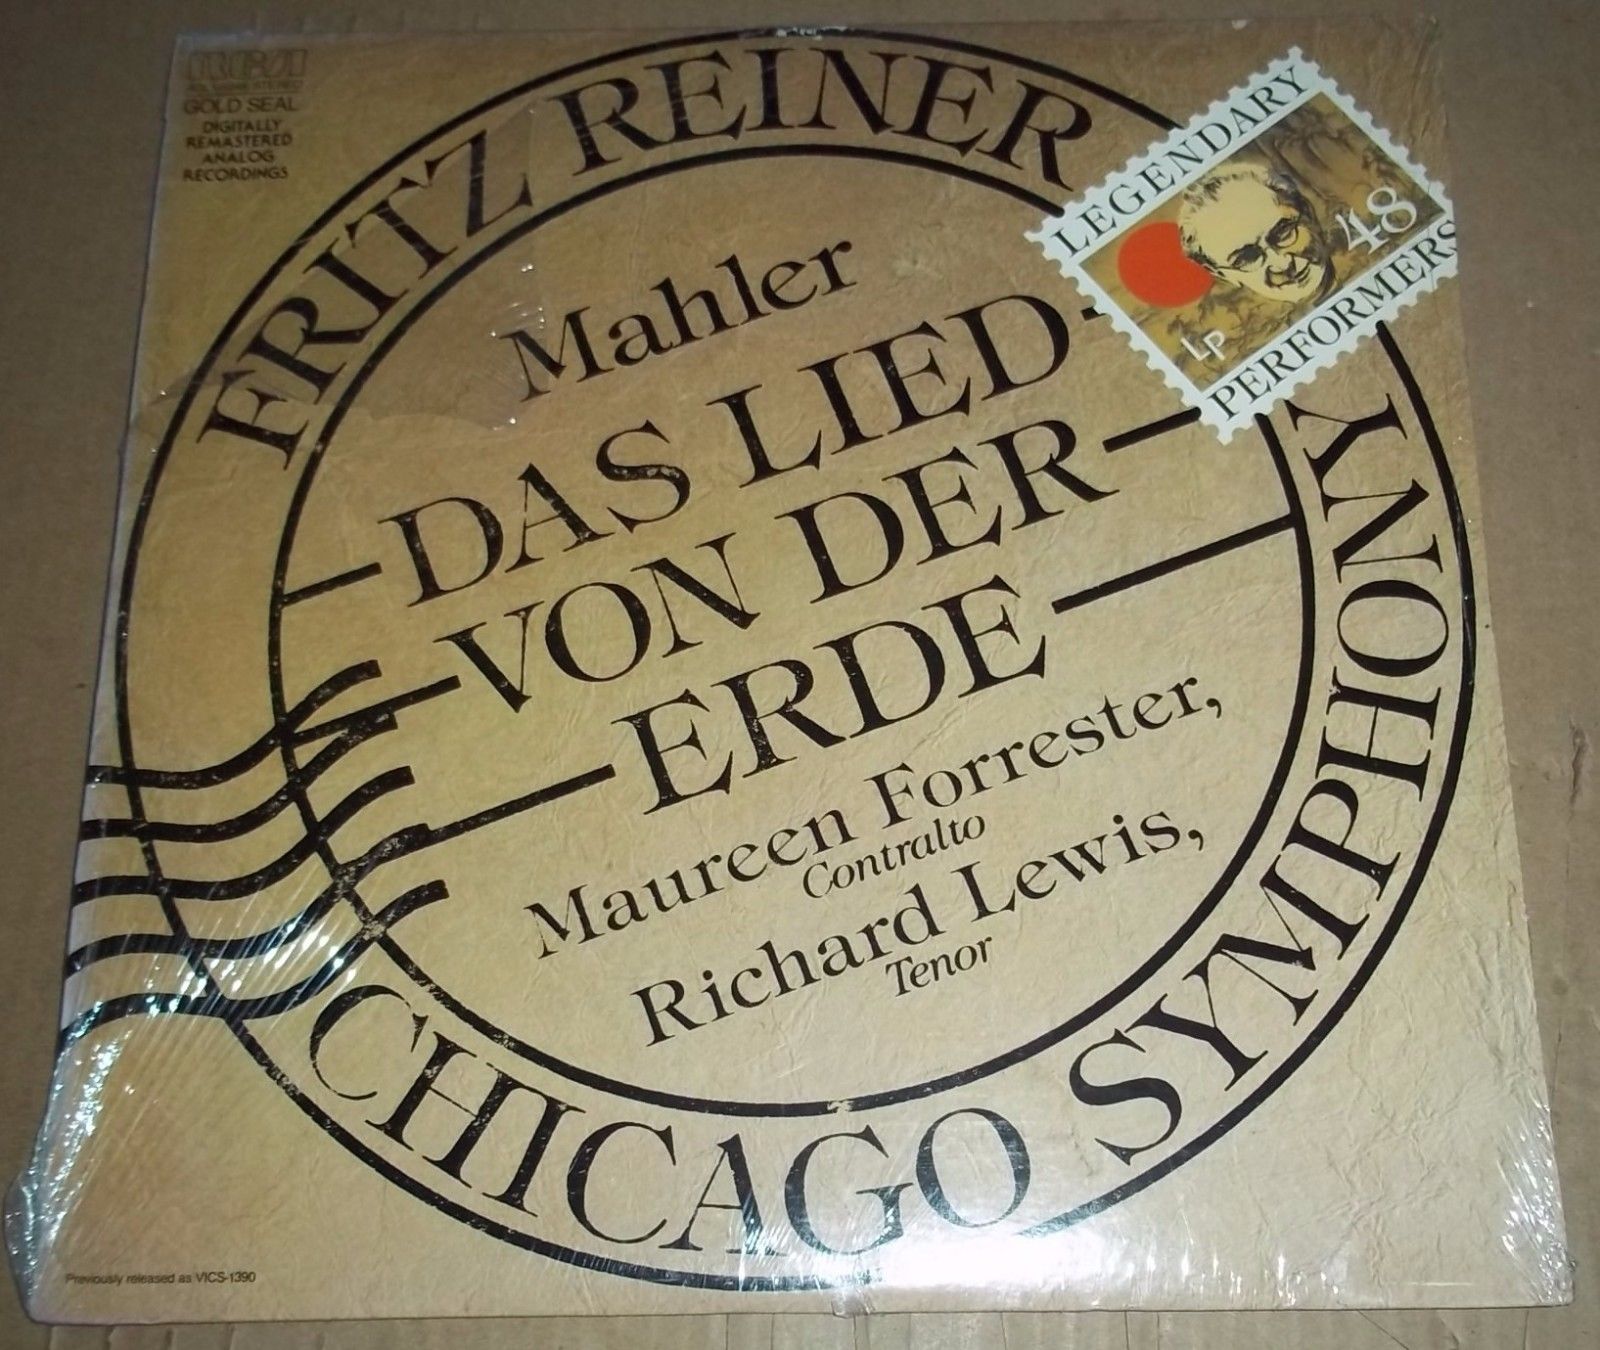 RCA
GOLD SEAL
DIGITALLY
REMASTERED
ANALOG
RECORDINGS
FRITZ REINER
LEGENDARY
48
LP
PERFORMERS
Mahler
DAS LIED
VON DER
ERDE
Maureen Forrester,
Contralto
Richard Lewis,
Tenor
CHICAGO SYMPHONY
Previously released as VICS-1390